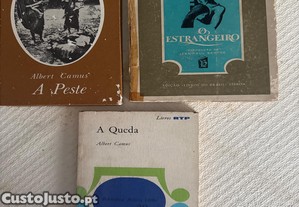 Albert Camus
A Peste
O
ESTRANGEIRO
Livros RTP
A Queda
Albert Camus
CustoJusto.pt